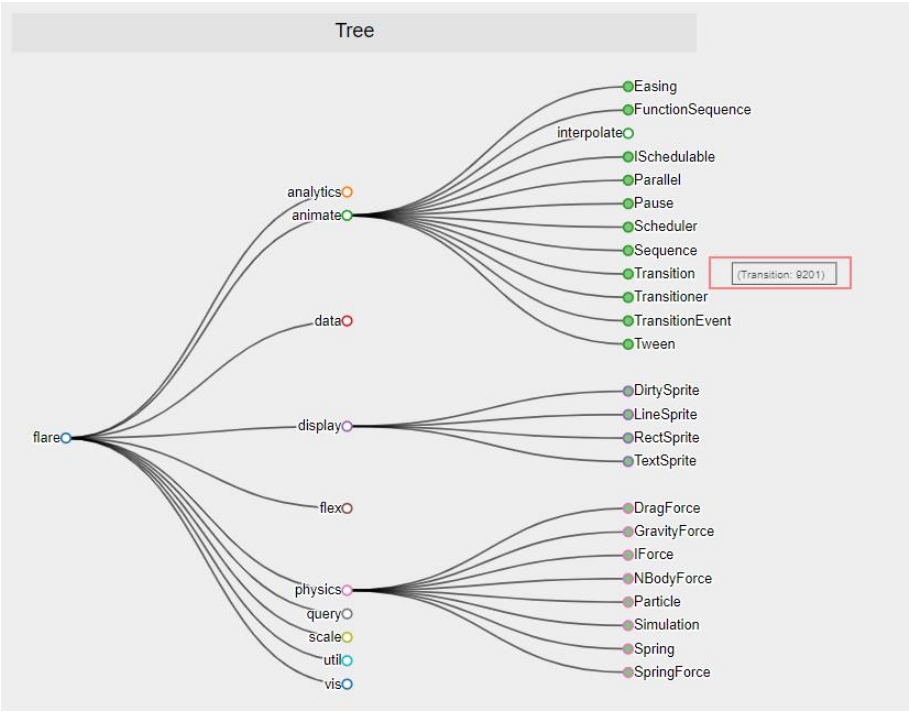 Tree
Easing
FunctionSequence
interpolate
ISchedulable
Parallel
analytics
Pause
animate
Scheduler
Sequence
Transition
(Transition: 9201)
Transitioner
data
TransitionEvent
Tween
DirtySprite
LineSprite
display
flare
RectSprite
TextSprite
flex
DragForce
GravityForce
IForce
NBodyForce
physics
Particle
query
Simulation
scale
Spring
util
SpringForce
vis